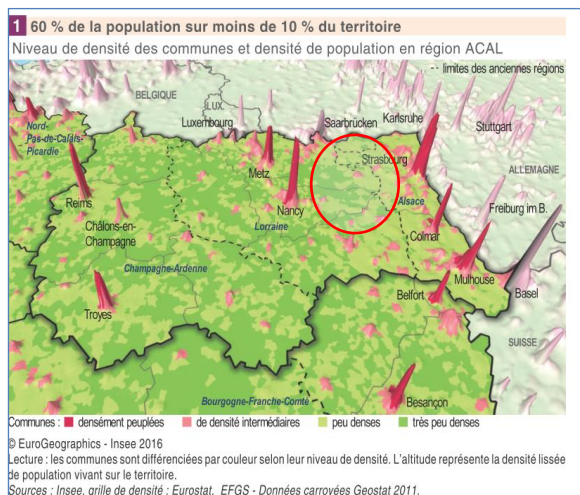 1 60 % de la population sur moins de 10 % du territoire
Niveau de densité des communes et densité de population en région ACAL
limites des anciennes régions
BELGIQUE
LUX.
Luxembourg
Saarbrücken
Karlsruhe
Stuttgart
Nord-
Pas-de-Calais-
Picardie
Metz
Strasbourg
ALLEMAGNE
Reims
Nancy
Alsace
Freiburg im B.
Châlons-en-
Champagne
Lorraine
Colmar
Champagne-Ardenne
Mulhouse
Troyes
Belfort
Basel
SUISSE
Bourgogne-Franche-Comté
Besançon
Communes : densément peuplées de densité intermédiaires peu denses très peu denses
© EuroGeographics - Insee 2016
Lecture : les communes sont différenciées par couleur selon leur niveau de densité. L'altitude représente la densité lissée
de population vivant sur le territoire.
Sources : Insee, grille de densité ; Eurostat, EFGS - Données carroyées Geostat 2011.